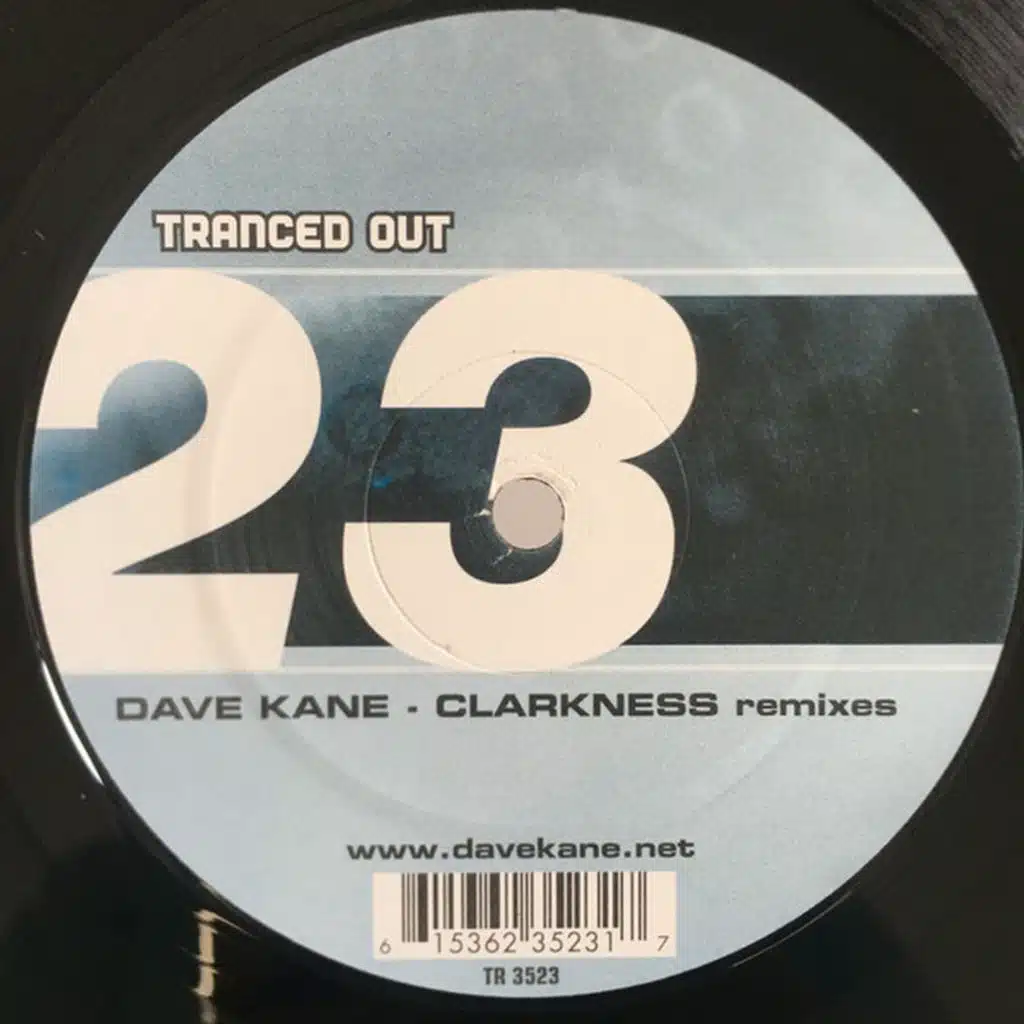 TRANCED OUT
23
DAVE KANE - CLARKNESS remixes
www.davekane.net
6 15362 35231 7
TR 3523